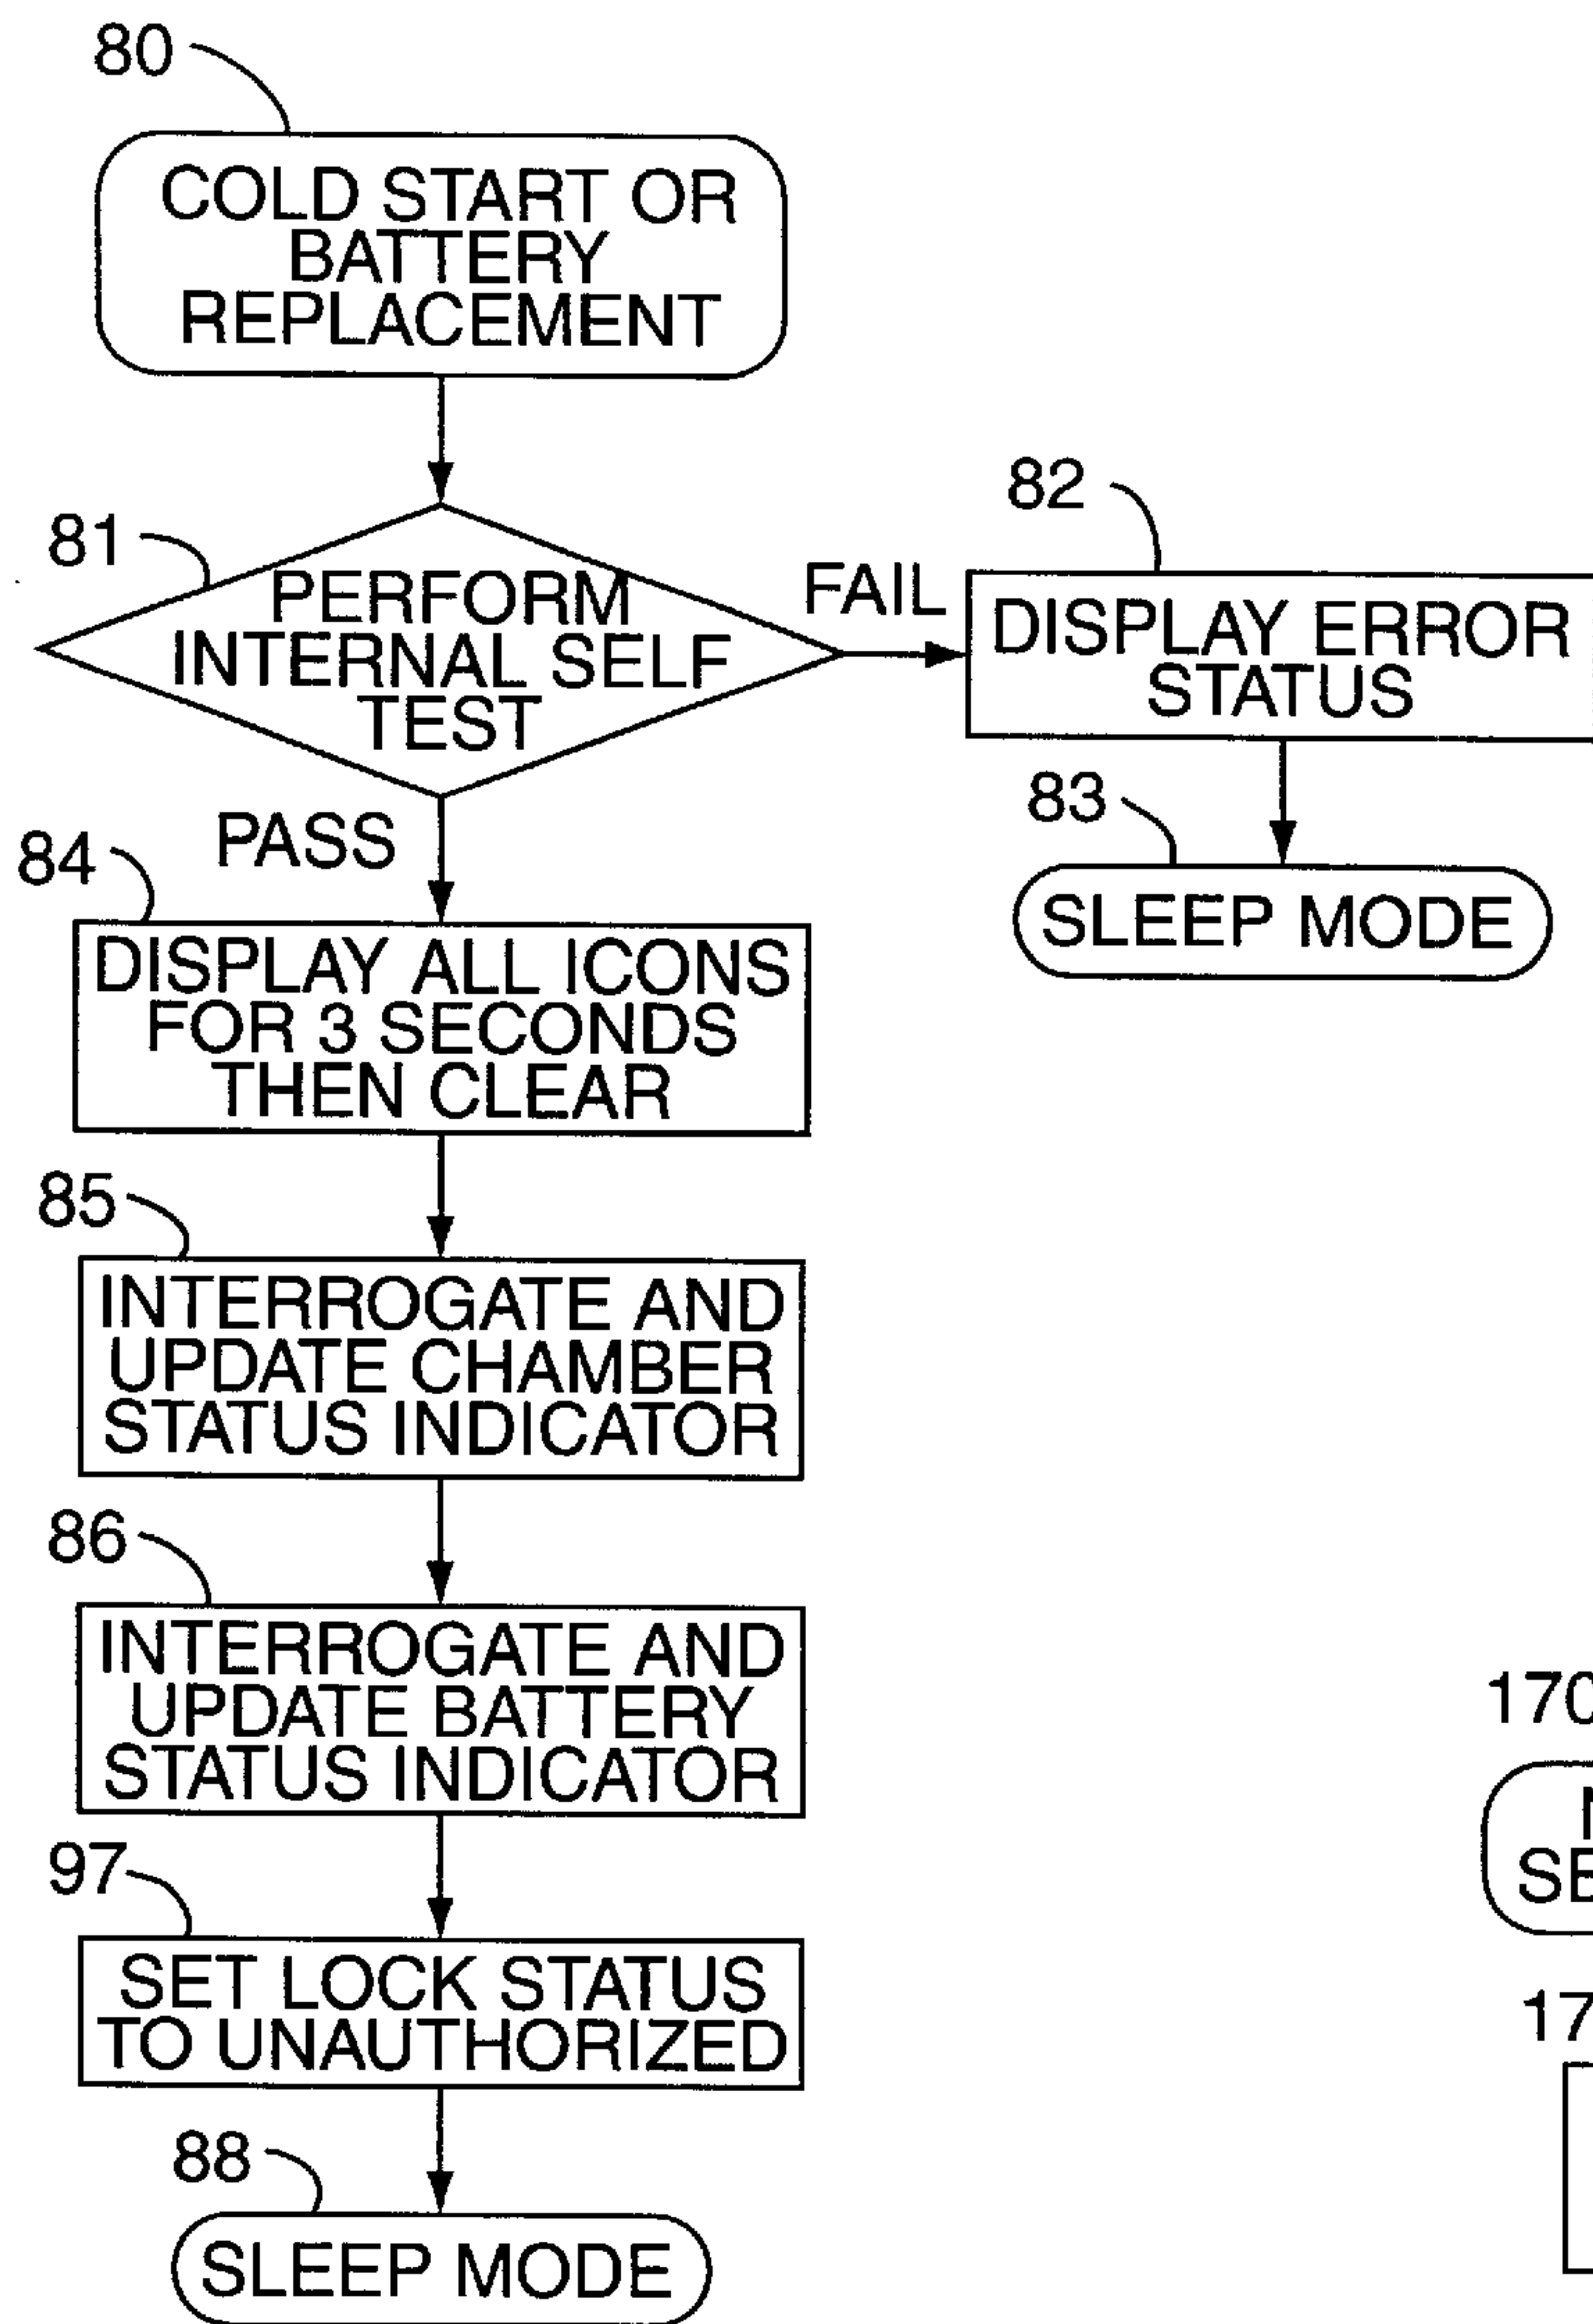 80
COLD START OR
BATTERY
REPLACEMENT
81
PERFORM
INTERNAL SELF
TEST
FAIL
82
DISPLAY ERROR
STATUS
83
SLEEP MODE
PASS
84
DISPLAY ALL ICONS
FOR 3 SECONDS
THEN CLEAR
85
INTERROGATE AND
UPDATE CHAMBER
STATUS INDICATOR
86
INTERROGATE AND
UPDATE BATTERY
STATUS INDICATOR
97
SET LOCK STATUS
TO UNAUTHORIZED
88
SLEEP MODE
170